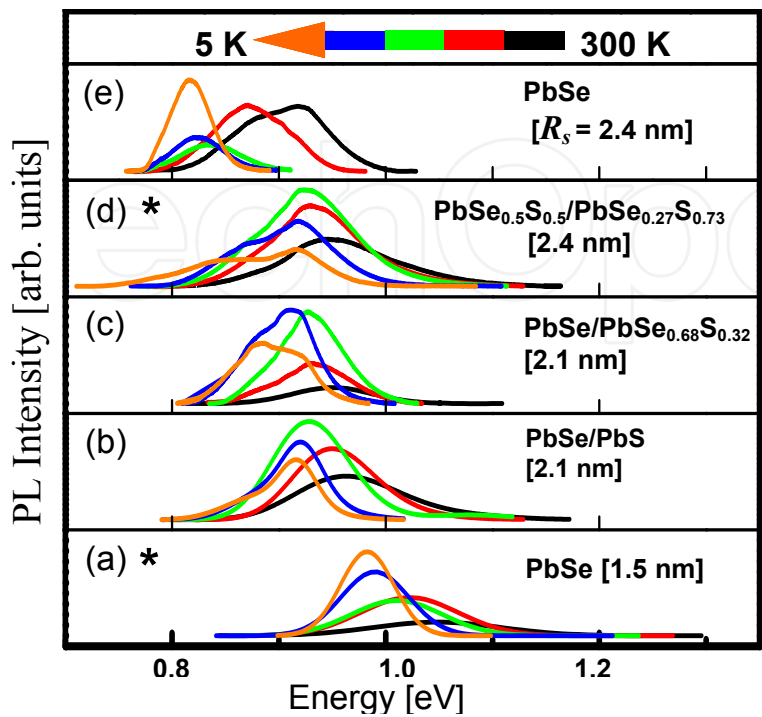 5 K 300 K
(e) PbSe
[Rₛ = 2.4 nm]
(d) * PbSe₀.₅S₀.₅/PbSe₀.₂₇S₀.₇₃
[2.4 nm]
(c) PbSe/PbSe₀.₆₈S₀.₃₂
[2.1 nm]
(b) PbSe/PbS
[2.1 nm]
(a) * PbSe [1.5 nm]
0.8 1.0 1.2
Energy [eV]
PL Intensity [arb. units]